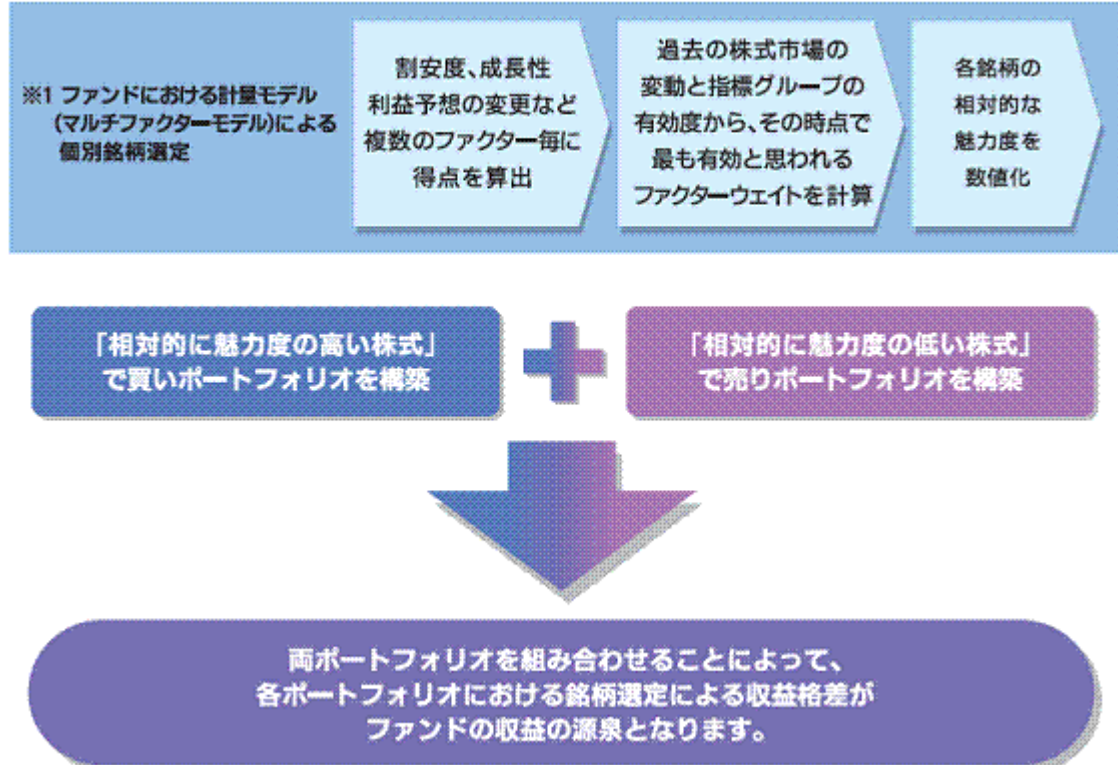 ※1 ファンドにおける計量モデル
(マルチファクターモデル)による
個別銘柄選定
割安度、成長性
利益予想の変更など
複数のファクター毎に
得点を算出
過去の株式市場の
変動と指標グループの
有効度から、その時点で
最も有効と思われる
ファクターウェイトを計算
各銘柄の
相対的な
魅力度を
数値化
「相対的に魅力度の高い株式」
で買いポートフォリオを構築
「相対的に魅力度の低い株式」
で売りポートフォリオを構築
両ポートフォリオを組み合わせることによって、
各ポートフォリオにおける銘柄選定による収益格差が
ファンドの収益の源泉となります。